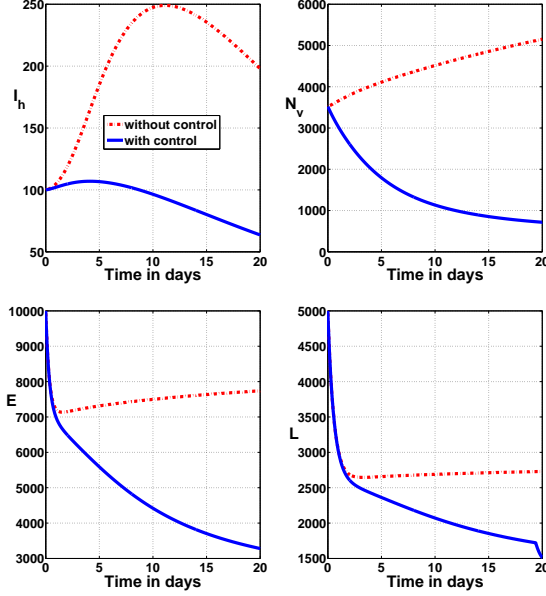 250
200
I_h
150
without control
with control
100
50
0 5 10 15 20
Time in days
6000
5000
4000
N_v
3000
2000
1000
0
0 5 10 15 20
Time in days
10000
9000
8000
E
7000
6000
5000
4000
3000
0 5 10 15 20
Time in days
5000
4500
4000
3500
L
3000
2500
2000
1500
0 5 10 15 20
Time in days